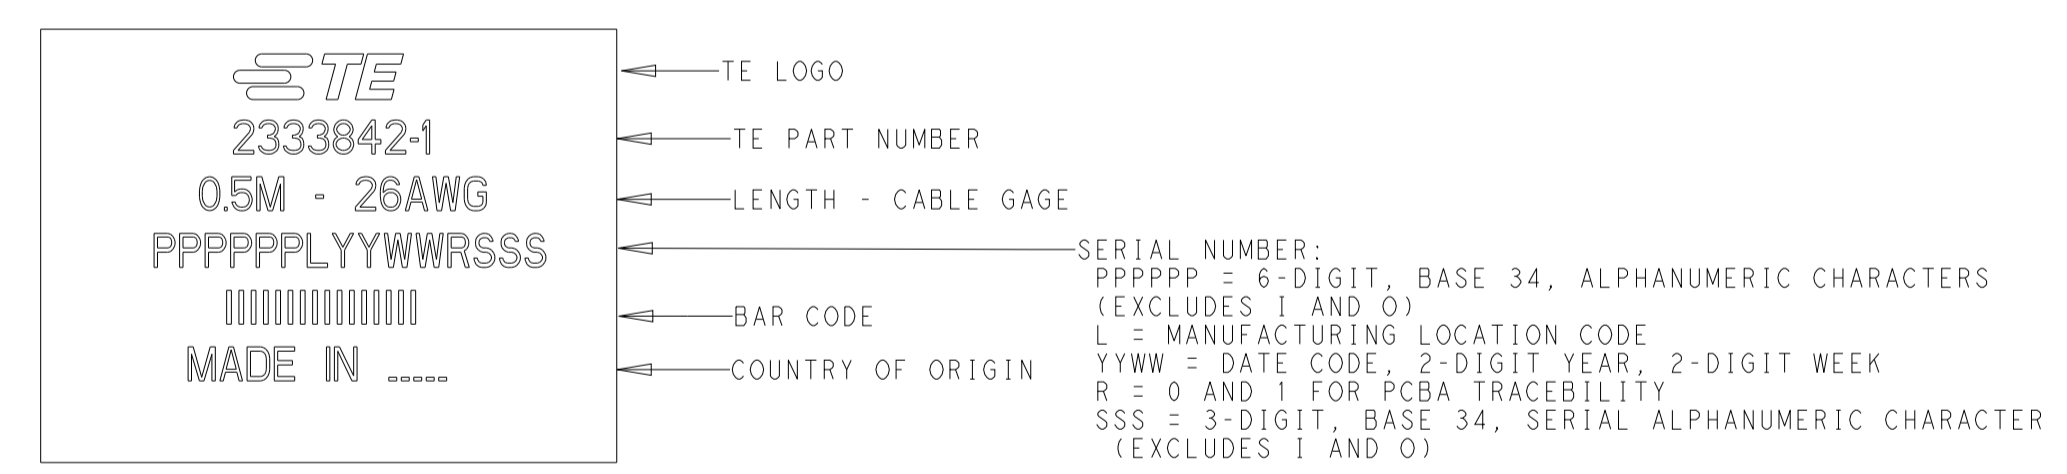 TE
2333842-1
0.5M - 26AWG
PPPPPPLYYWWRSSS
MADE IN _____
TE LOGO
TE PART NUMBER
LENGTH - CABLE GAGE
SERIAL NUMBER:
PPPPPP = 6-DIGIT, BASE 34, ALPHANUMERIC CHARACTERS
(EXCLUDES I AND O)
L = MANUFACTURING LOCATION CODE
YYWW = DATE CODE, 2-DIGIT YEAR, 2-DIGIT WEEK
R = 0 AND 1 FOR PCBA TRACEBILITY
SSS = 3-DIGIT, BASE 34, SERIAL ALPHANUMERIC CHARACTER
(EXCLUDES I AND O)
BAR CODE
COUNTRY OF ORIGIN